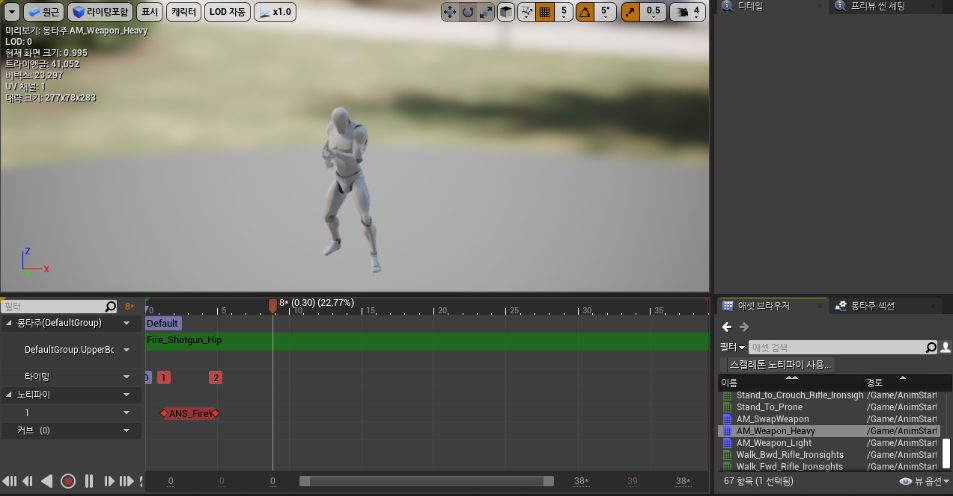 원근 라이팅포함 표시 캐릭터 LOD 자동 x1.0 5 5° 0.5 4
미리보기: 몽타주 AM_Weapon_Heavy
LOD: 0
현재 화면 크기: 0.995
트라이앵글: 41,052
버텍스: 23,297
UV 채널: 1
대략 크기: 277x78x283
Z
X
디테일 프리뷰 씬 세팅
필터 8*
8* (0.30) (22.77%)
0 5 10 15 20 25 30 35
몽타주(DefaultGroup) Default
Fire_Shotgun_Hip
DefaultGroup.UpperBo
타이밍 1 2
노티파이
1 ANS_FireW
커브 (0)
0 0 0 38* 39 38*
애셋 브라우저 몽타주 섹션
필터 애셋 검색
스켈레톤 노티파이 사용...
이름 경로
Stand_to_Crouch_Rifle_Ironsigh /Game/AnimStart
Stand_To_Prone /Game/AnimStart
AM_SwapWeapon /Game/AnimStart
AM_Weapon_Heavy /Game/AnimStart
AM_Weapon_Light /Game/AnimStart
Walk_Bwd_Rifle_Ironsights /Game/AnimStart
Walk_Fwd_Rifle_Ironsights /Game/AnimStart
67 항목 (1 선택됨) 뷰 옵션